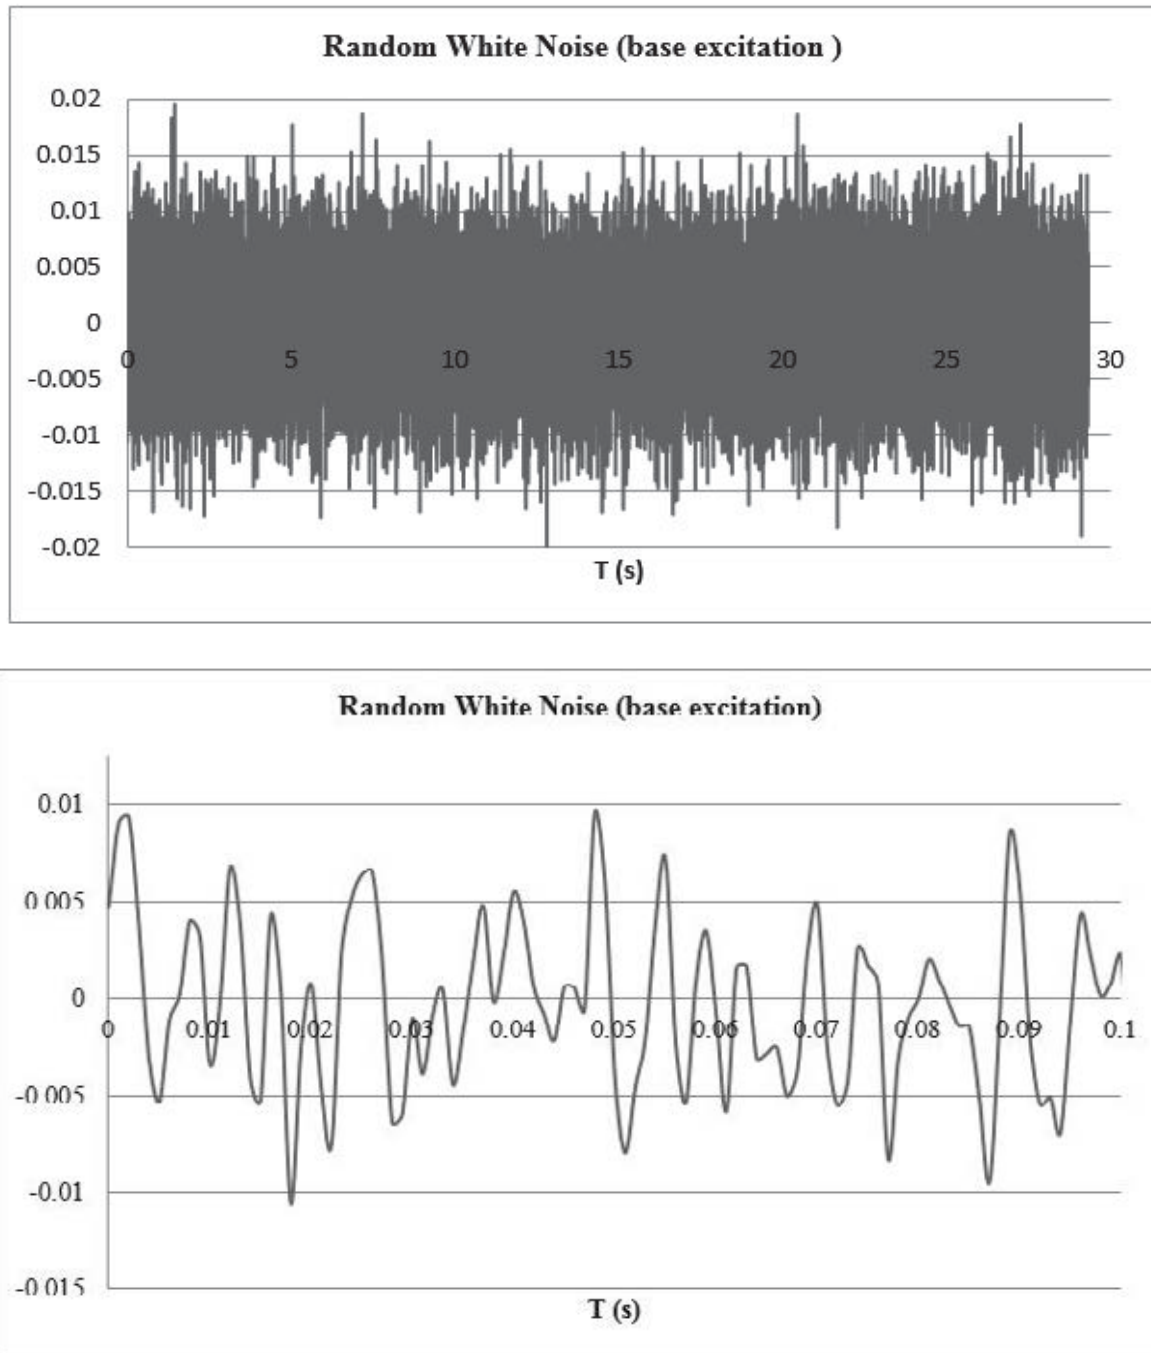 Random White Noise (base excitation )
0.02
0.015
0.01
0.005
0
0 5 10 15 20 25 30
-0.005
-0.01
-0.015
-0.02
T (s)
Random White Noise (base excitation)
0.01
0.005
0
0 0.01 0.02 0.03 0.04 0.05 0.06 0.07 0.08 0.09 0.1
-0.005
-0.01
-0.015
T (s)